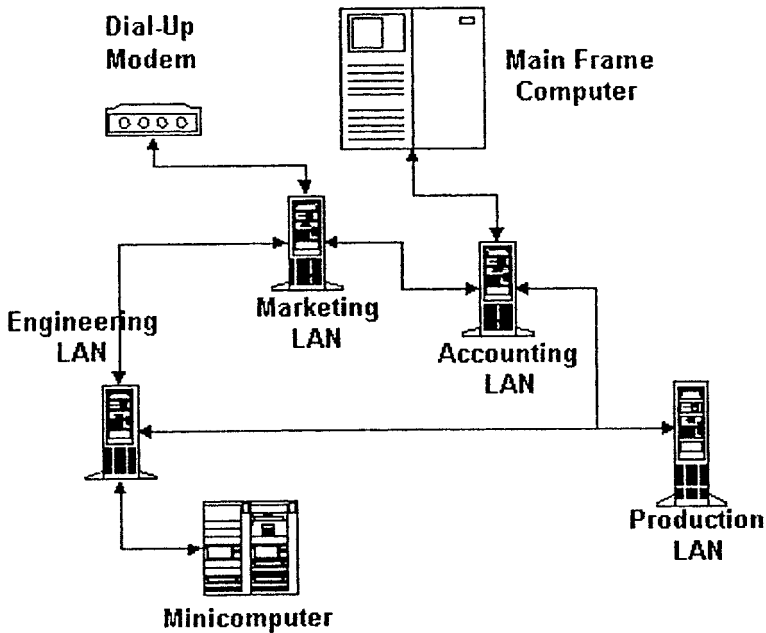 Dial-Up
Modem
Main Frame
Computer
Marketing
LAN
Engineering
LAN
Accounting
LAN
Production
LAN
Minicomputer